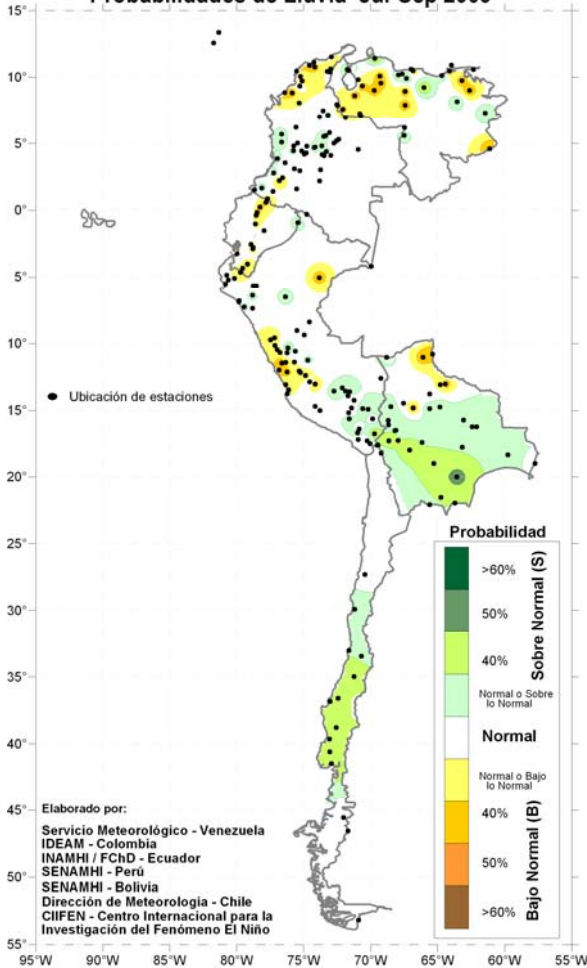 Probabilidades de Lluvia Jul-Sep 2005
15°
10°
5°
0°
5°
10°
15°
20°
25°
30°
35°
40°
45°
50°
55°
Ubicación de estaciones
Probabilidad
>60%
50%
40%
Normal o Sobre
lo Normal
Normal
Normal o Bajo
lo Normal
40%
50%
>60%
Sobre Normal (S)
Bajo Normal (B)
Elaborado por:
Servicio Meteorológico - Venezuela
IDEAM - Colombia
INAMHI / FChD - Ecuador
SENAMHI - Perú
SENAMHI - Bolivia
Dirección de Meteorologia - Chile
CIIFEN - Centro Internacional para la
Investigación del Fenómeno El Niño
95°W 90°W 85°W 80°W 75°W 70°W 65°W 60°W 55°W